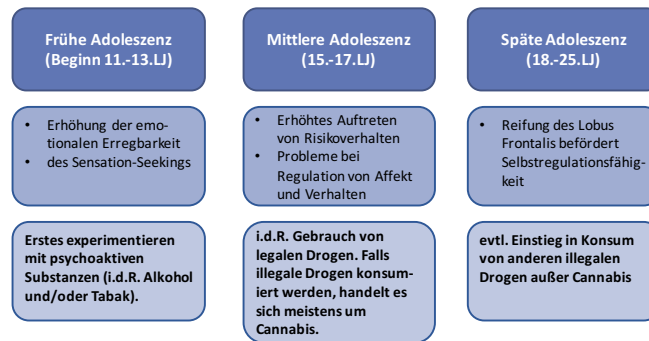 Frühe Adoleszenz
(Beginn 11.-13.LJ)
• Erhöhung der emo-
tionalen Erregbarkeit
• des Sensation-Seekings
Erstes experimentieren
mit psychoaktiven
Substanzen (i.d.R. Alkohol
und/oder Tabak).
Mittlere Adoleszenz
(15.-17.LJ)
• Erhöhtes Auftreten
von Risikoverhalten
• Probleme bei
Regulation von Affekt
und Verhalten
i.d.R. Gebrauch von
legalen Drogen. Falls
illegale Drogen konsum-
iert werden, handelt es
sich meistens um
Cannabis.
Späte Adoleszenz
(18.-25.LJ)
• Reifung des Lobus
Frontalis befördert
Selbstregulationsfähig-
keit
evtl. Einstieg in Konsum
von anderen illegalen
Drogen außer Cannabis